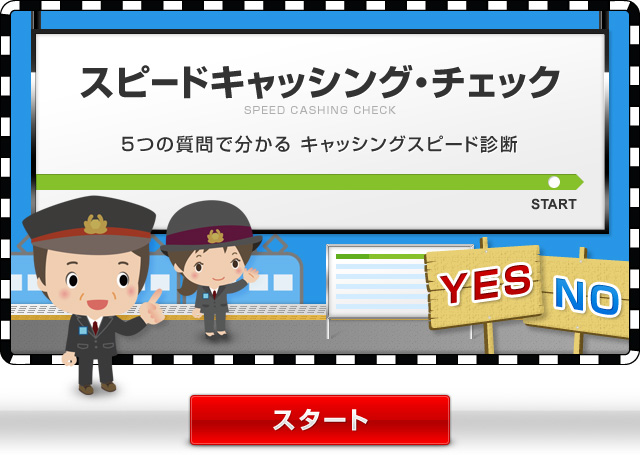 スピードキャッシング・チェック
SPEED CASHING CHECK
5つの質問で分かる キャッシングスピード診断
START
YES
NO
スタート